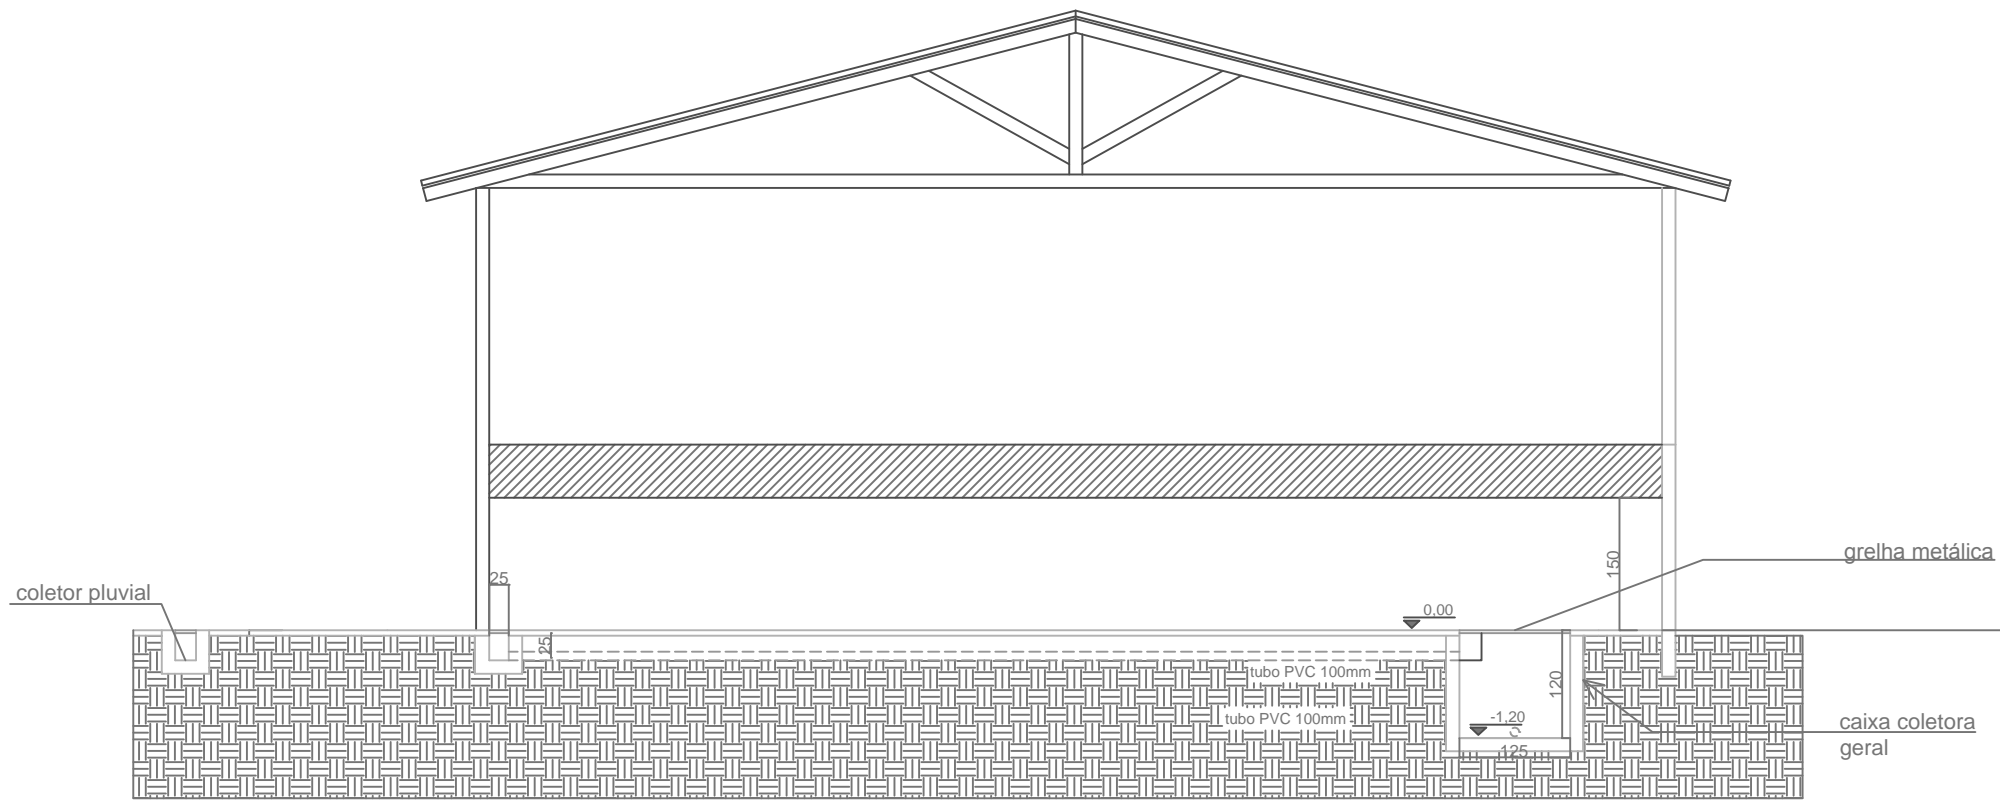 grelha metálica
150
25
coletor pluvial
0,00
25
tubo PVC 100mm
120
tubo PVC 100mm
-1,20
caixa coletora
geral
125